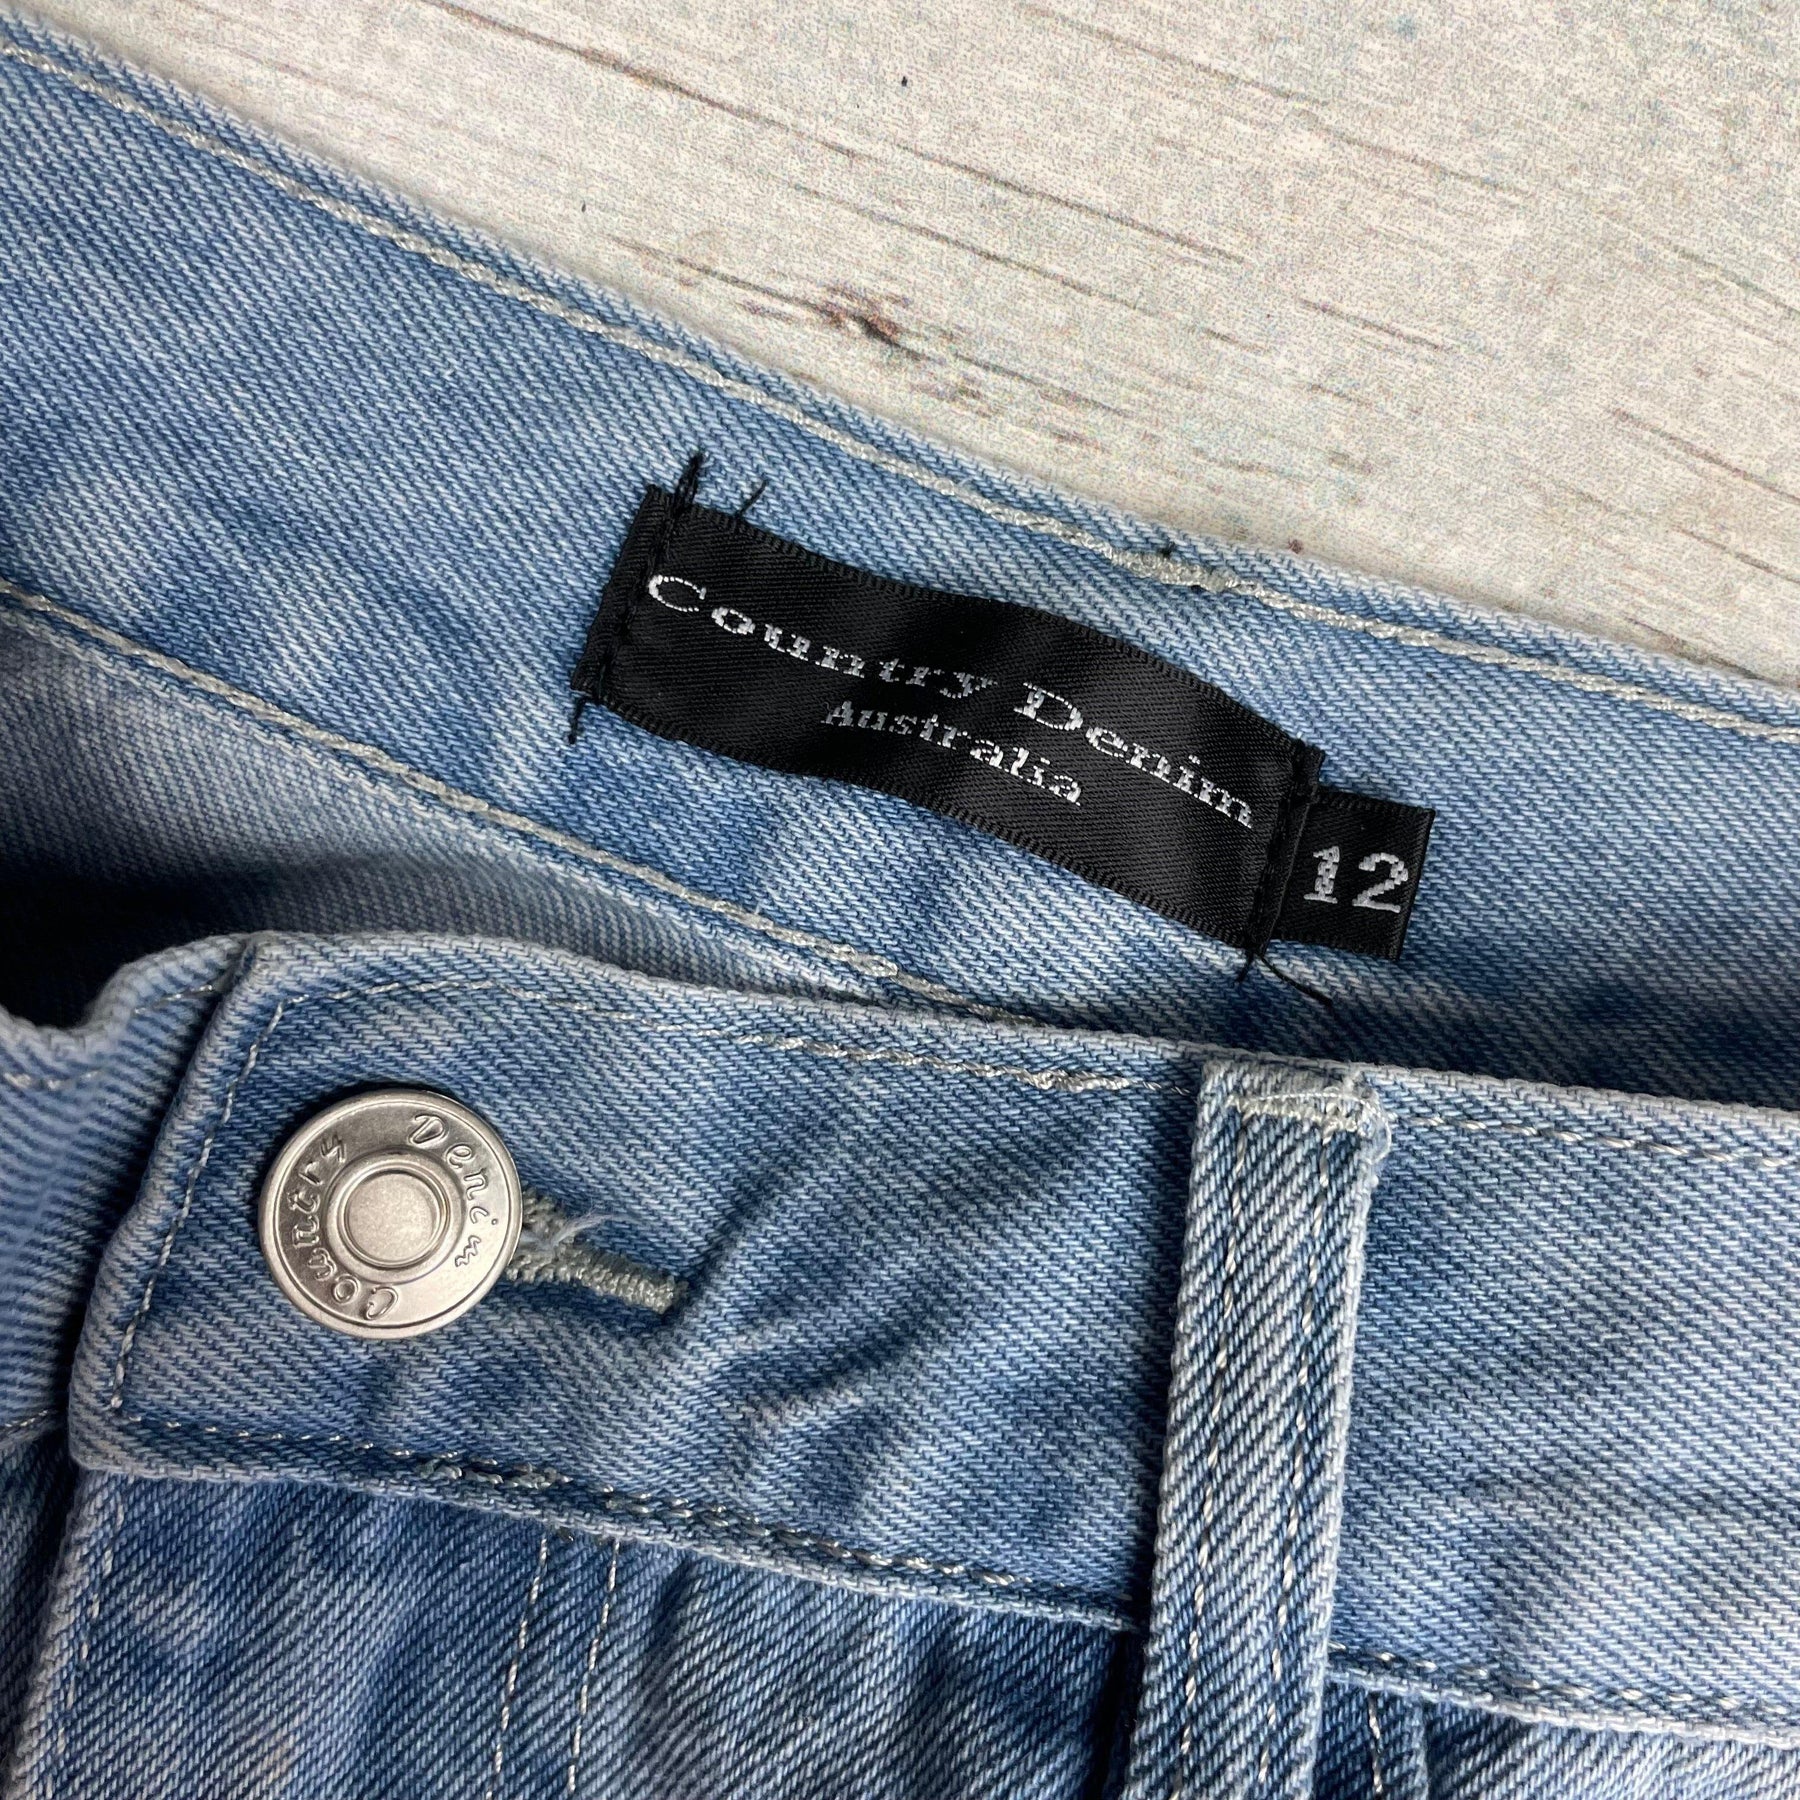 Country Denim
Australia
12
Country Denim